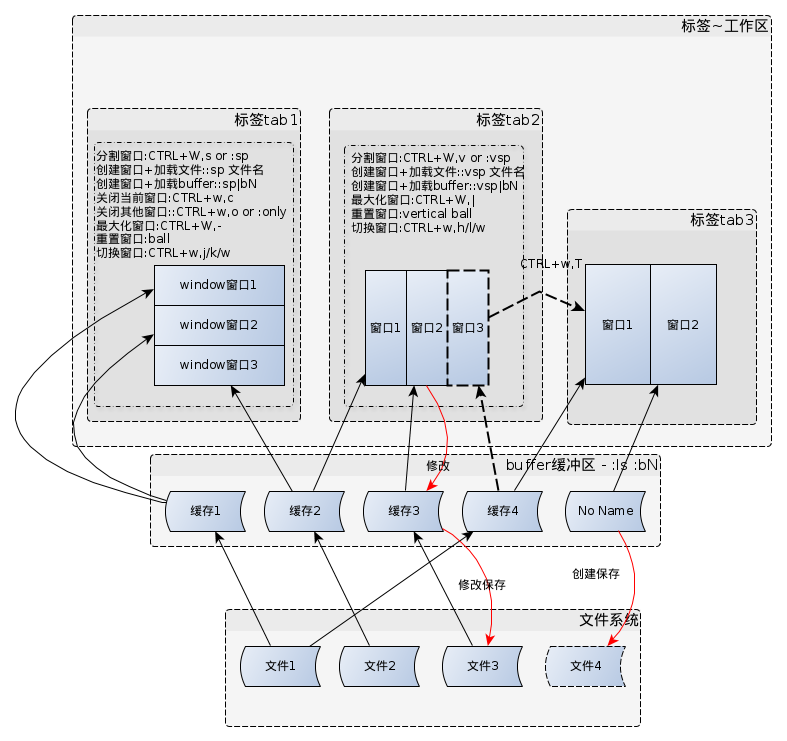 标签~工作区
标签tab1
分割窗口:CTRL+W,s or :sp
创建窗口+加载文件::sp 文件名
创建窗口+加载buffer::sp|bN
关闭当前窗口:CTRL+w,c
关闭其他窗口::CTRL+w,o or :only
最大化窗口:CTRL+W,-
重置窗口:ball
切换窗口:CTRL+w,j/k/w
window窗口1
window窗口2
window窗口3
标签tab2
分割窗口:CTRL+W,v or :vsp
创建窗口+加载文件::vsp 文件名
创建窗口+加载buffer::vsp|bN
最大化窗口:CTRL+W,|
重置窗口:vertical ball
切换窗口:CTRL+w,h/l/w
窗口1
窗口2
窗口3
CTRL+w,T
标签tab3
窗口1
窗口2
修改
buffer缓冲区 - :ls :bN
缓存1
缓存2
缓存3
缓存4
No Name
修改保存
创建保存
文件系统
文件1
文件2
文件3
文件4